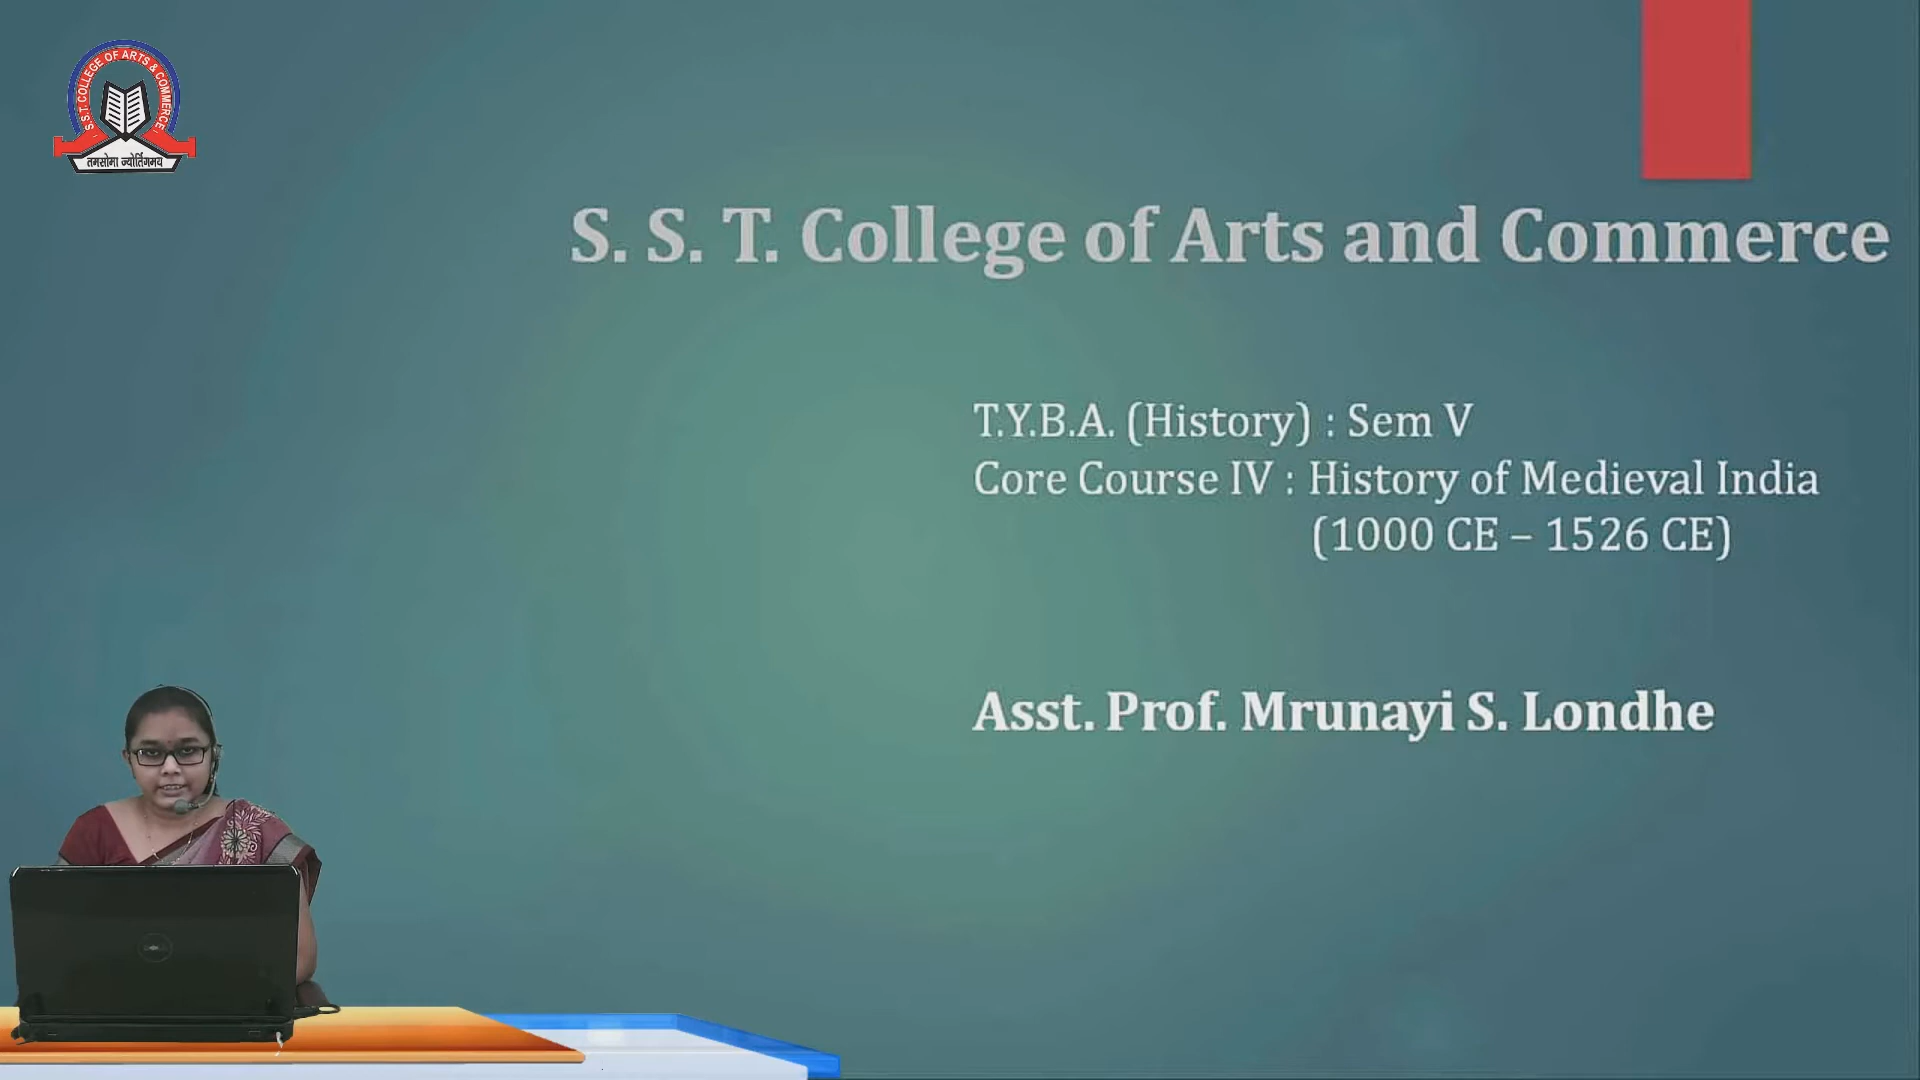 S.S.T. COLLEGE OF ARTS & COMMERCE
तमसोमा ज्योर्तिगमय
S. S. T. College of Arts and Commerce
T.Y.B.A. (History) : Sem V
Core Course IV : History of Medieval India
(1000 CE – 1526 CE)
Asst. Prof. Mrunayi S. Londhe